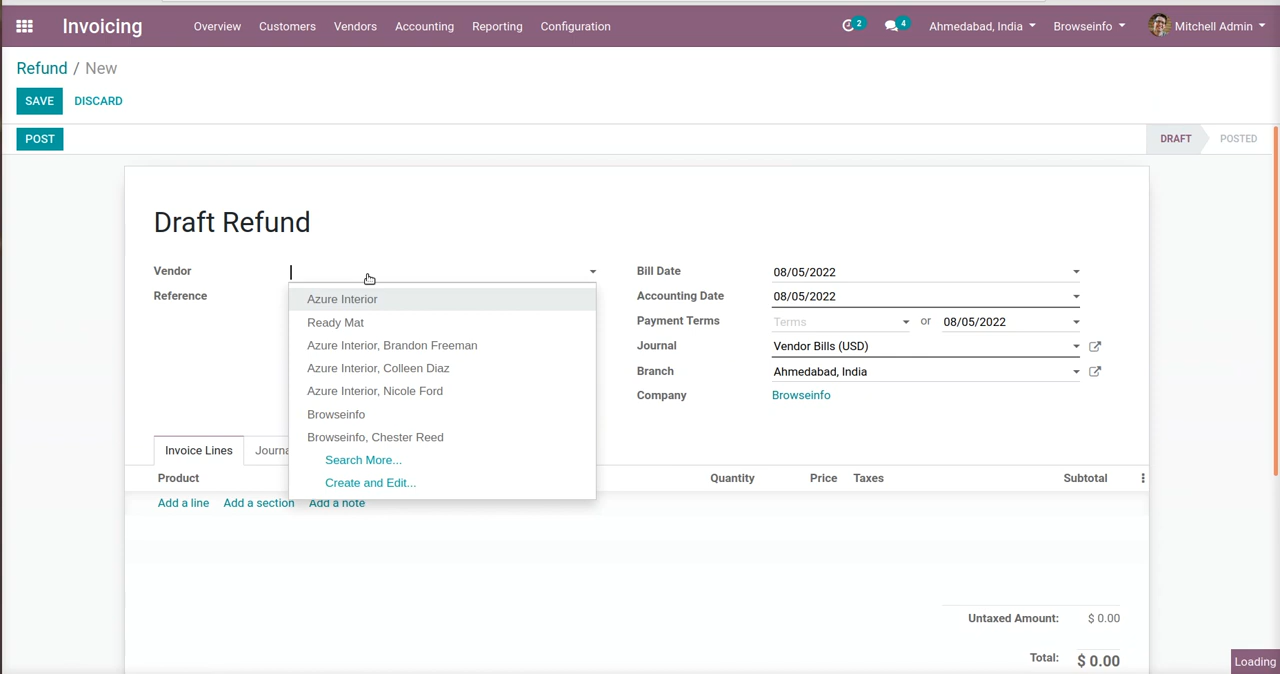 Invoicing Overview Customers Vendors Accounting Reporting Configuration 2 4 Ahmedabad, India Browseinfo Mitchell Admin
Refund / New
SAVE DISCARD
POST DRAFT POSTED
Draft Refund
Vendor Bill Date 08/05/2022
Reference Azure Interior Accounting Date 08/05/2022
Ready Mat Payment Terms Terms or 08/05/2022
Azure Interior, Brandon Freeman Journal Vendor Bills (USD)
Azure Interior, Colleen Diaz Branch Ahmedabad, India
Azure Interior, Nicole Ford Company Browseinfo
Browseinfo
Browseinfo, Chester Reed
Invoice Lines Journa
Search More...
Product Create and Edit... Quantity Price Taxes Subtotal
Add a line Add a section Add a note
Untaxed Amount: $ 0.00
Total: $ 0.00
Loading